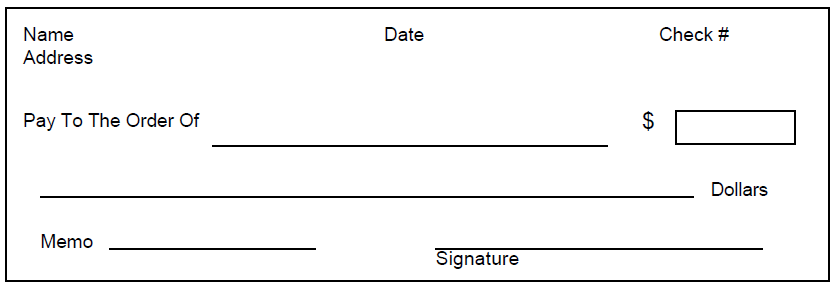 Name Date Check #
Address
Pay To The Order Of $
Dollars
Memo
Signature